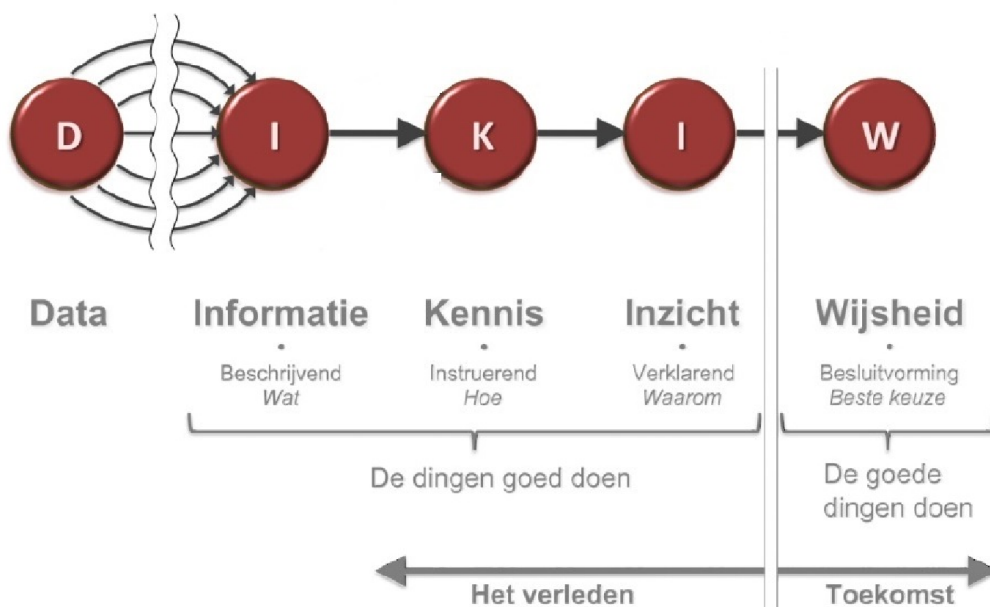 D I K I W
Data Informatie Kennis Inzicht Wijsheid
Beschrijvend Instruerend Verklarend Besluitvorming
Wat Hoe Waarom Beste keuze
De dingen goed doen
De goede
dingen doen
Het verleden Toekomst